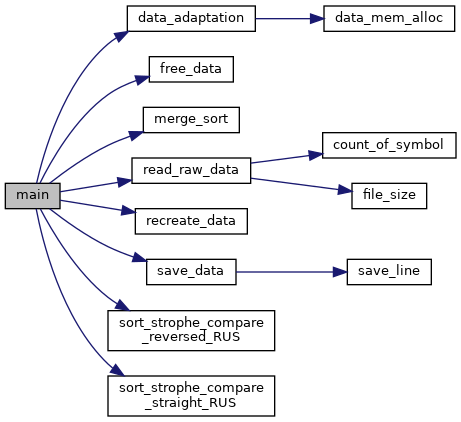 data_adaptation
data_mem_alloc
free_data
merge_sort
count_of_symbol
read_raw_data
main
file_size
recreate_data
save_data
save_line
sort_strophe_compare
_reversed_RUS
sort_strophe_compare
_straight_RUS